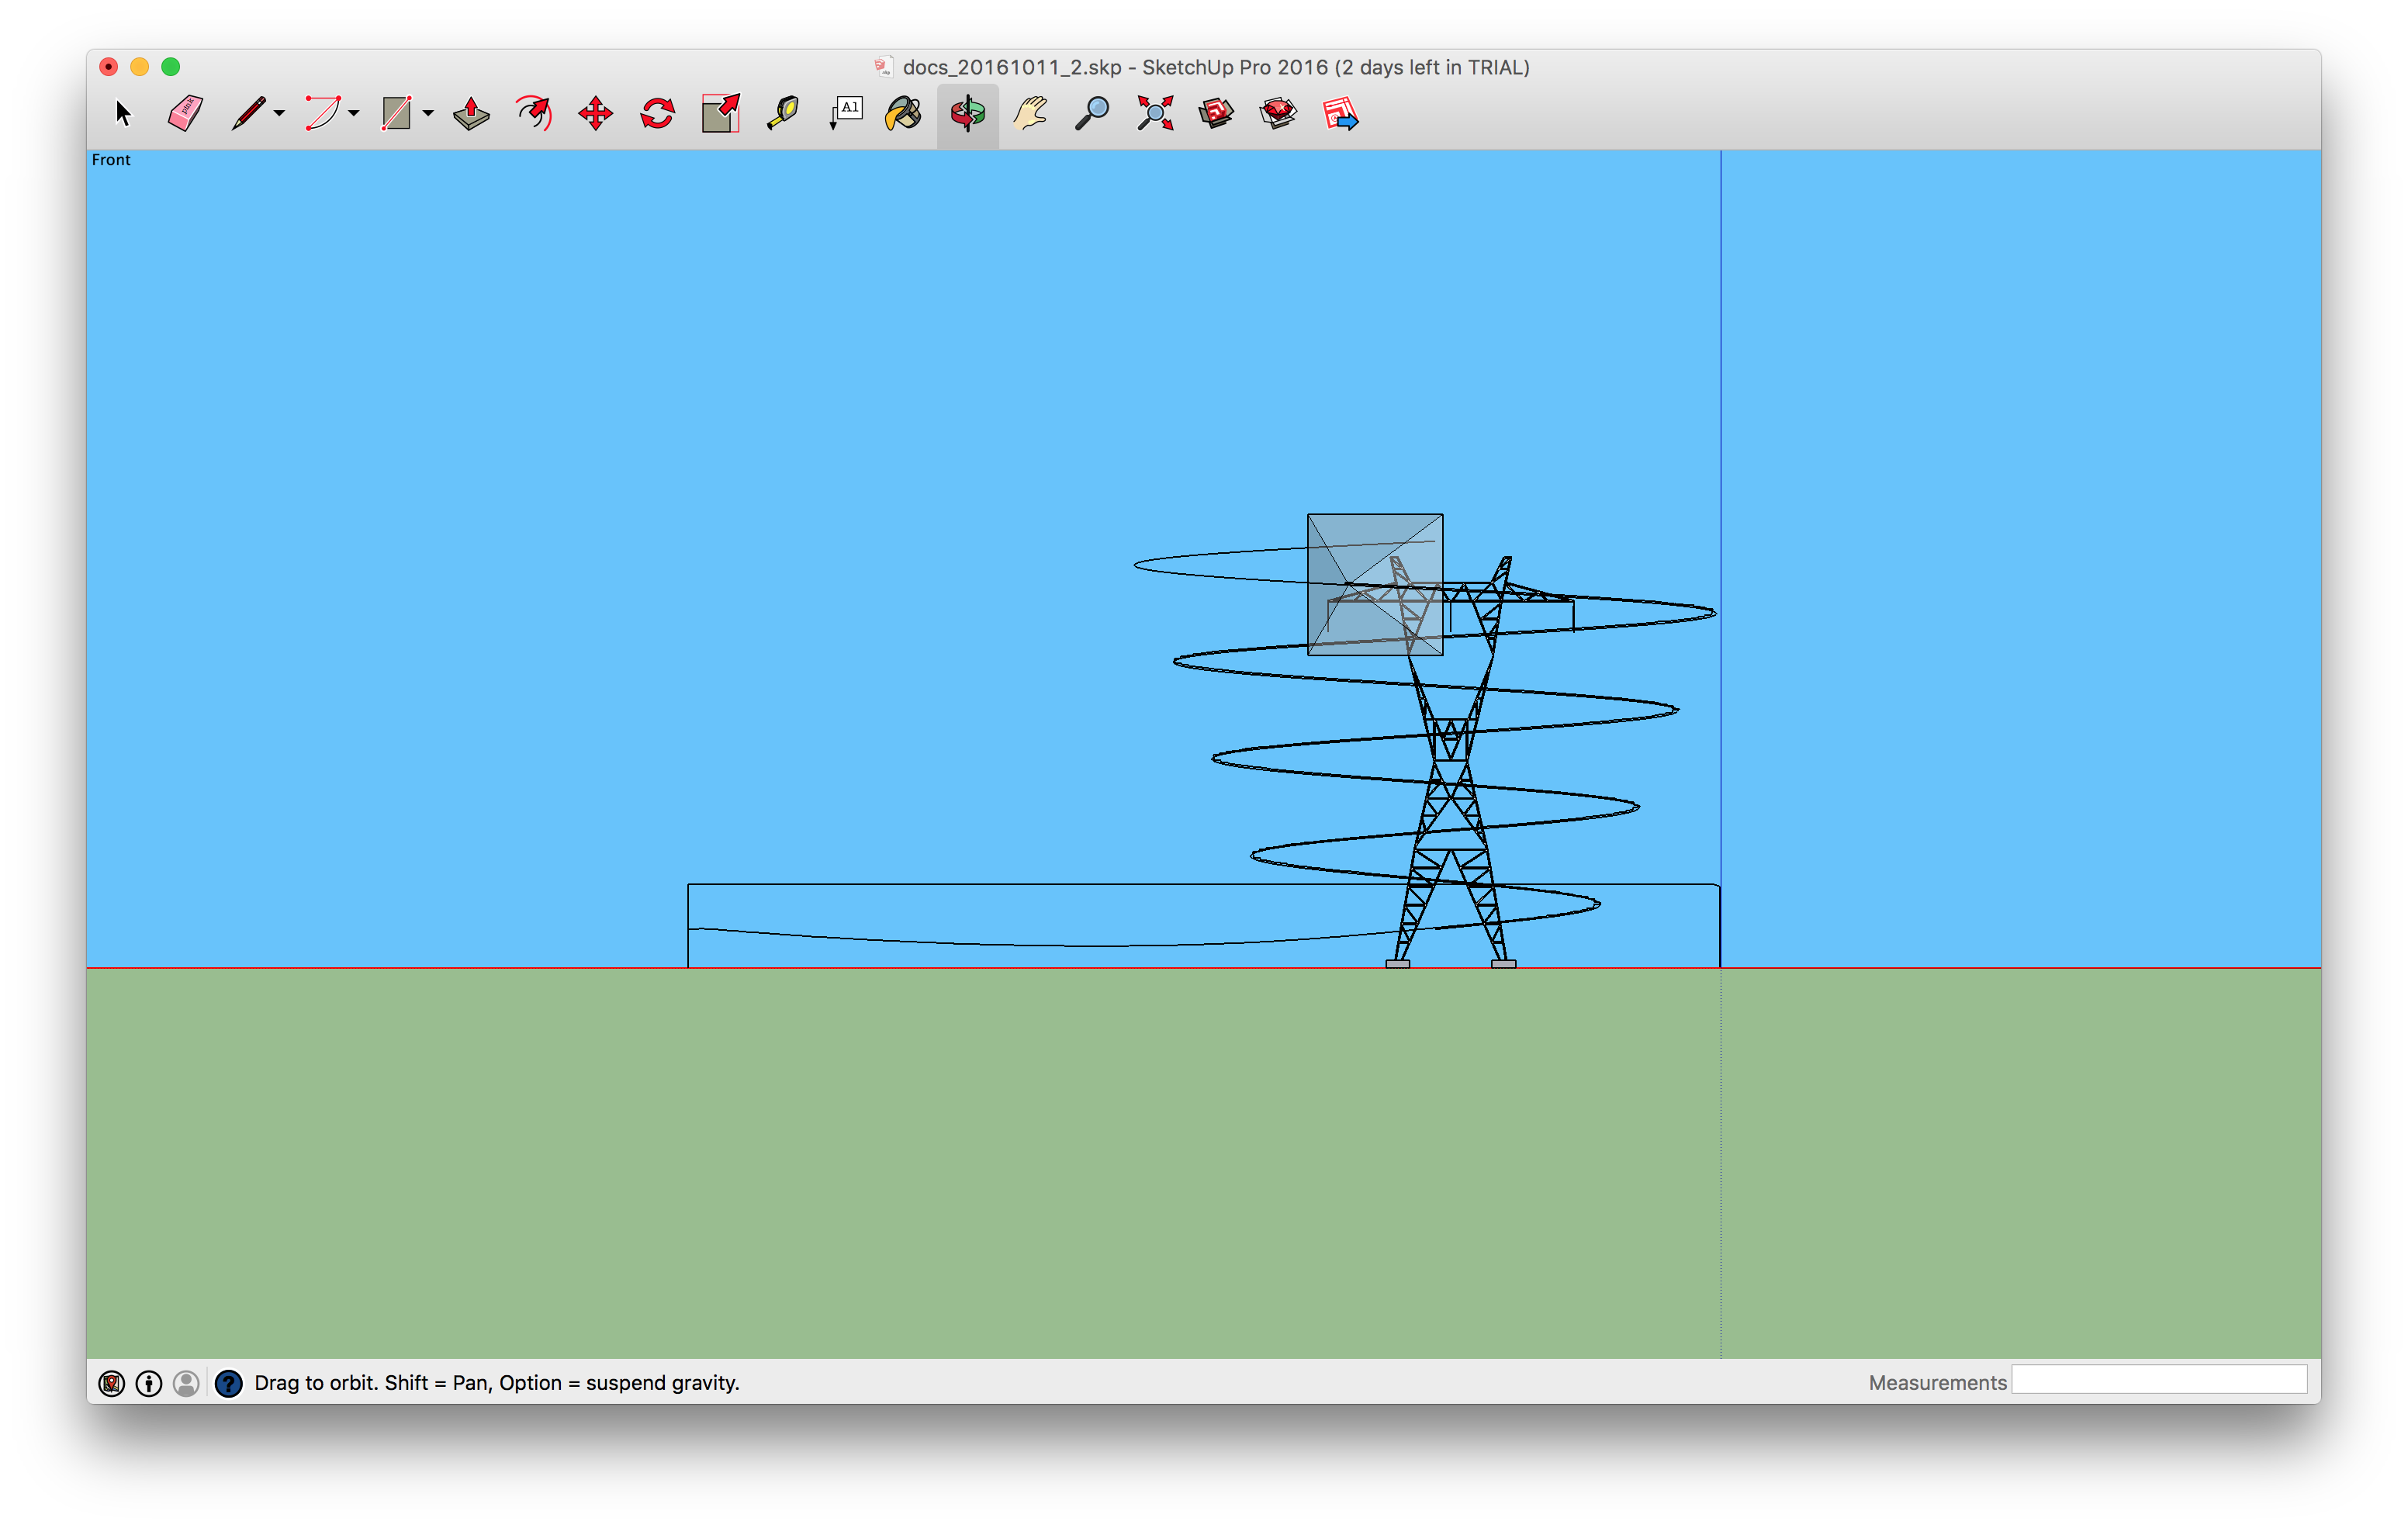 docs_20161011_2.skp - SketchUp Pro 2016 (2 days left in TRIAL)
A1
Front
Drag to orbit. Shift = Pan, Option = suspend gravity.
Measurements